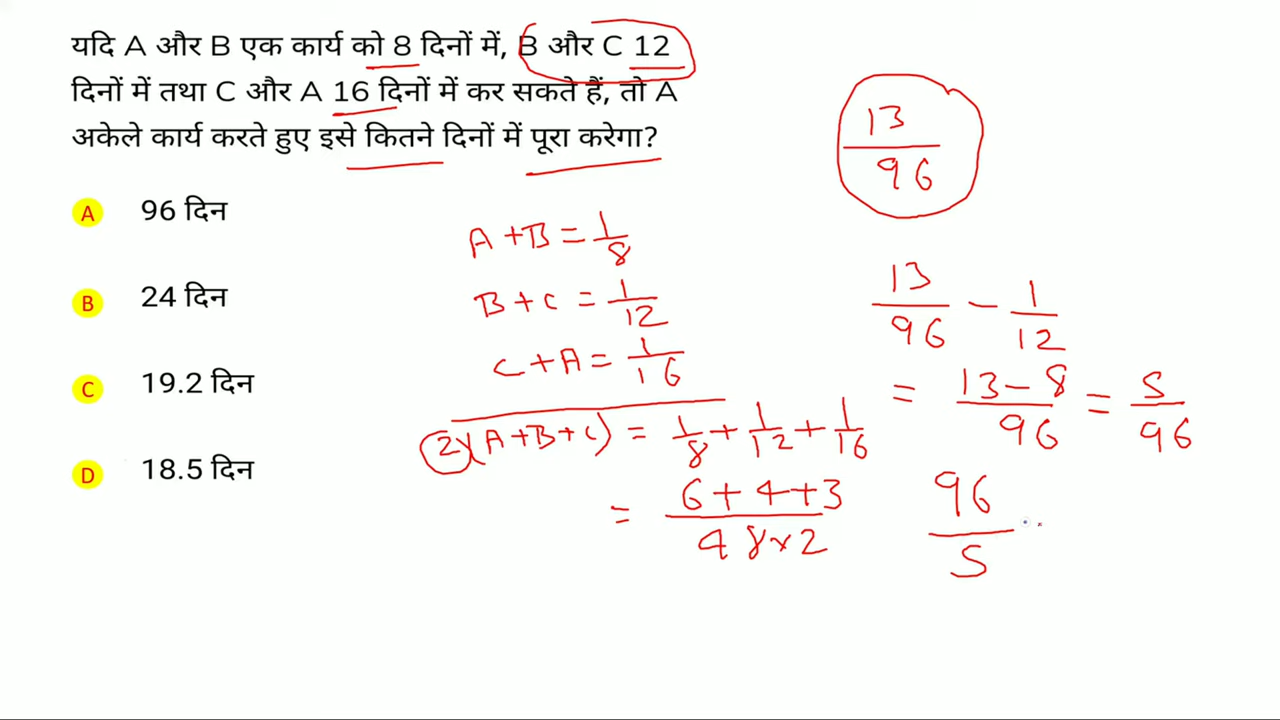 यदि A और B एक कार्य को 8 दिनों में, B और C 12
दिनों में तथा C और A 16 दिनों में कर सकते हैं, तो A
अकेले कार्य करते हुए इसे कितने दिनों में पूरा करेगा?
A 96 दिन
B 24 दिन
C 19.2 दिन
D 18.5 दिन
A+B = 1/8
B+C = 1/12
C+A = 1/16
2(A+B+C) = 1/8 + 1/12 + 1/16
= 6+4+3 / 48×2
13/96
13/96 - 1/12
= 13-8/96 = 5/96
96/5